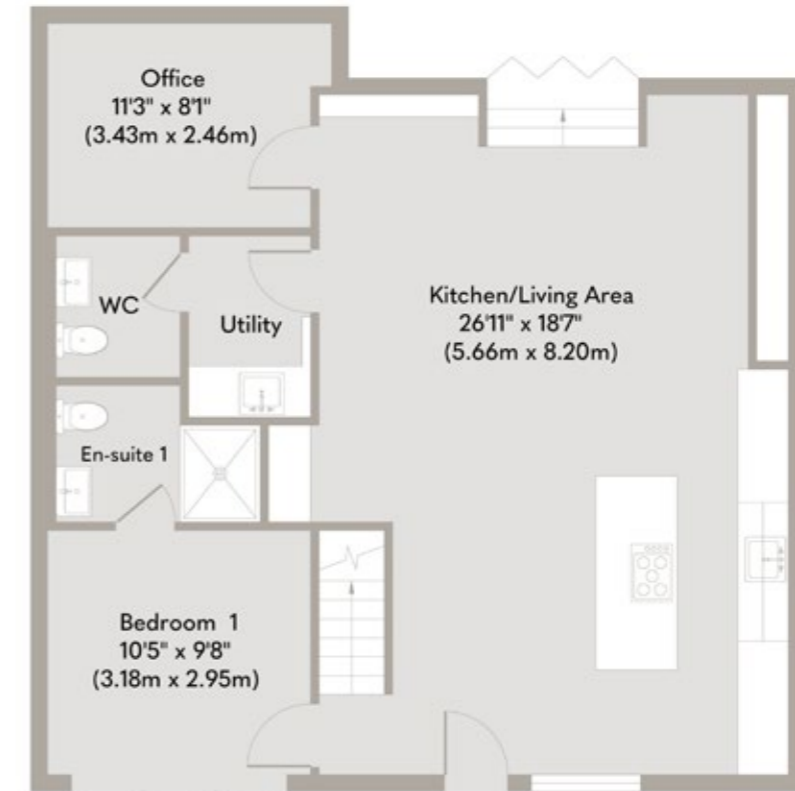 Office
11'3" x 8'1"
(3.43m x 2.46m)
WC
Utility
Kitchen/Living Area
26'11" x 18'7"
(5.66m x 8.20m)
En-suite 1
Bedroom 1
10'5" x 9'8"
(3.18m x 2.95m)